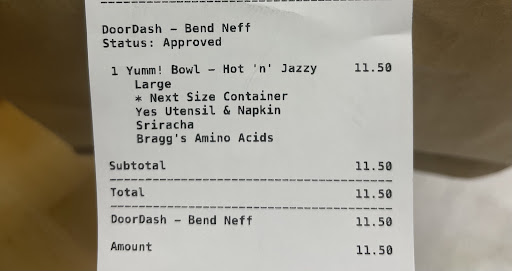 DoorDash – Bend Neff
Status: Approved
1 Yumm! Bowl – Hot 'n' Jazzy 11.50
Large
* Next Size Container
Yes Utensil & Napkin
Sriracha
Bragg's Amino Acids
Subtotal 11.50
Total 11.50
DoorDash – Bend Neff 11.50
Amount 11.50